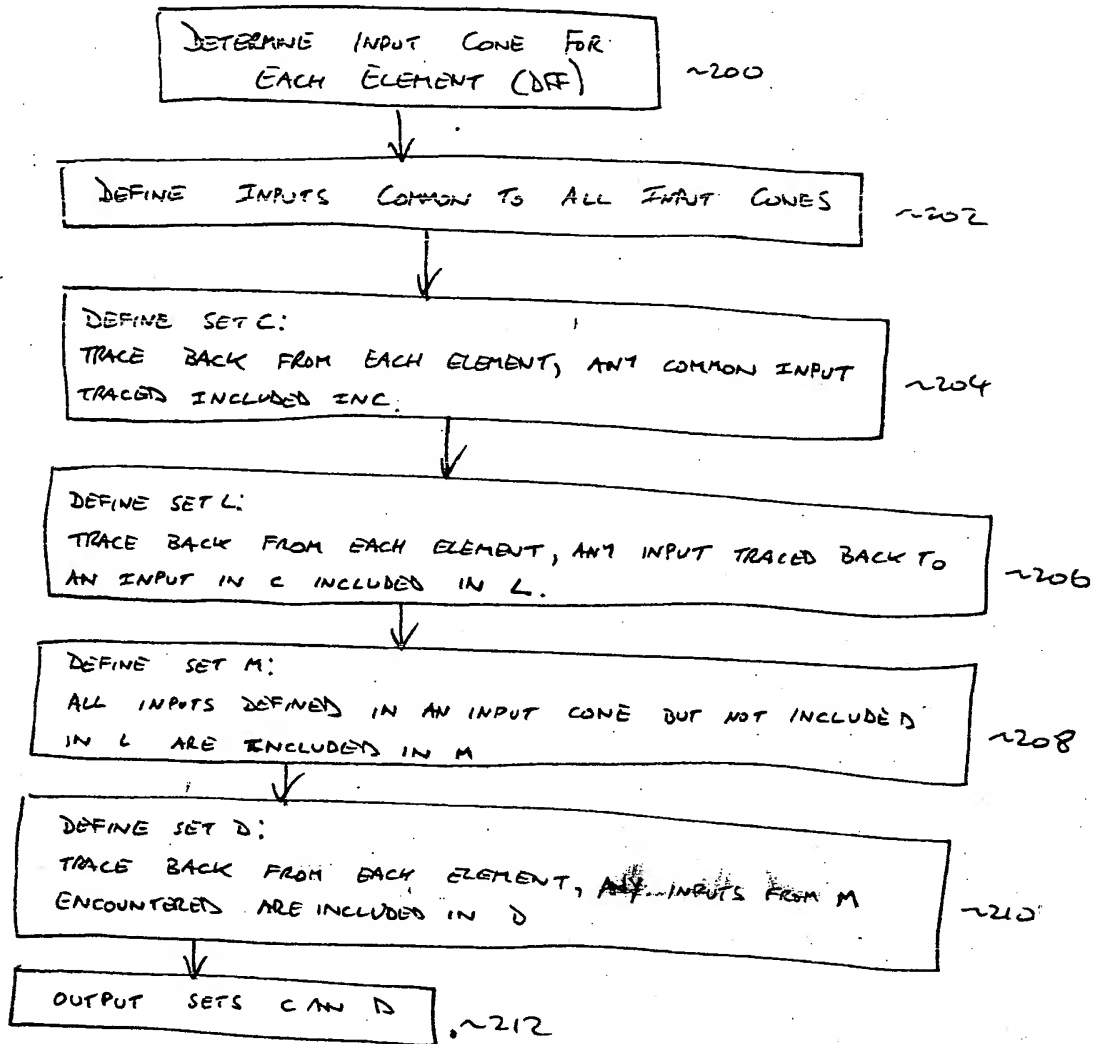 DETERMINE INPUT CONE FOR
EACH ELEMENT (DFF)
~200
DEFINE INPUTS COMMON TO ALL INPUT CONES
~202
DEFINE SET C:
TRACE BACK FROM EACH ELEMENT, ANY COMMON INPUT
TRACED INCLUDED INC.
~204
DEFINE SET L:
TRACE BACK FROM EACH ELEMENT, ANY INPUT TRACED BACK TO
AN INPUT IN C INCLUDED IN L.
~206
DEFINE SET M:
ALL INPUTS DEFINED IN AN INPUT CONE BUT NOT INCLUDED
IN L ARE INCLUDED IN M
~208
DEFINE SET D:
TRACE BACK FROM EACH ELEMENT, ANY INPUTS FROM M
ENCOUNTERED ARE INCLUDED IN D
~210
OUTPUT SETS C AN D
~212